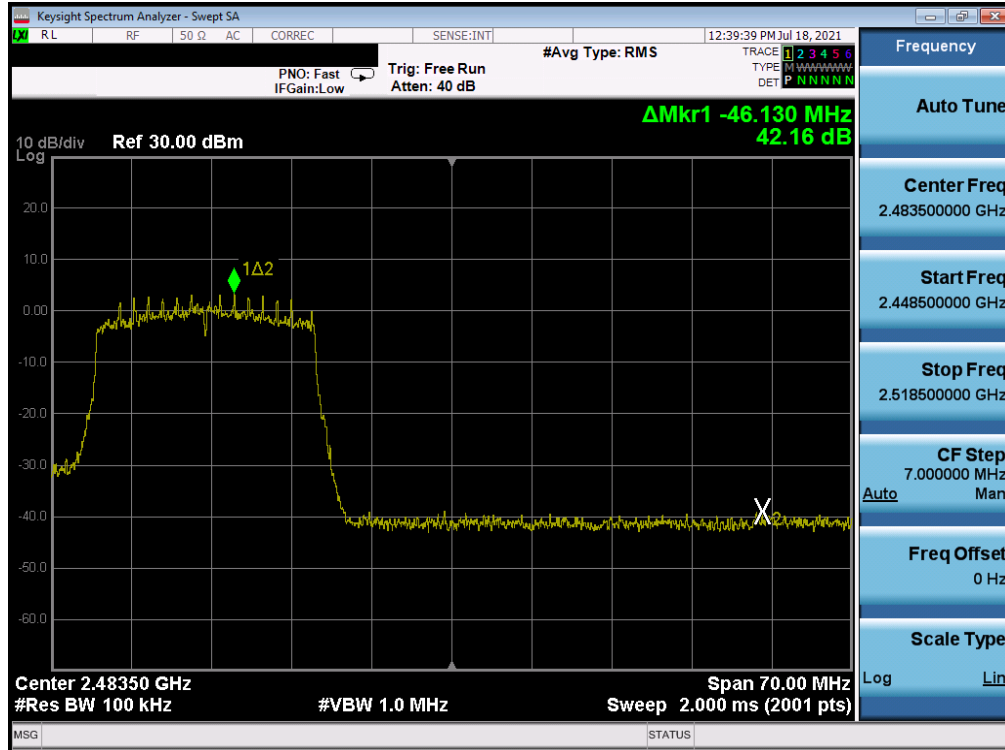 Keysight Spectrum Analyzer - Swept SA
LXI RL RF 50 Ω AC CORREC SENSE:INT 12:39:39 PM Jul 18, 2021
#Avg Type: RMS
TRACE 1 2 3 4 5 6
TYPE M WWWWW
DET P N N N N N
PNO: Fast
IFGain:Low
Trig: Free Run
Atten: 40 dB
ΔMkr1 -46.130 MHz
42.16 dB
10 dB/div Ref 30.00 dBm
Log
20.0
10.0
0.00
-10.0
-20.0
-30.0
-40.0
-50.0
-60.0
1Δ2
X2
Center 2.48350 GHz
Span 70.00 MHz
#Res BW 100 kHz
#VBW 1.0 MHz
Sweep 2.000 ms (2001 pts)
MSG
STATUS
Frequency
Auto Tune
Center Freq
2.483500000 GHz
Start Freq
2.448500000 GHz
Stop Freq
2.518500000 GHz
CF Step
7.000000 MHz
Auto Man
Freq Offset
0 Hz
Scale Type
Log Lin